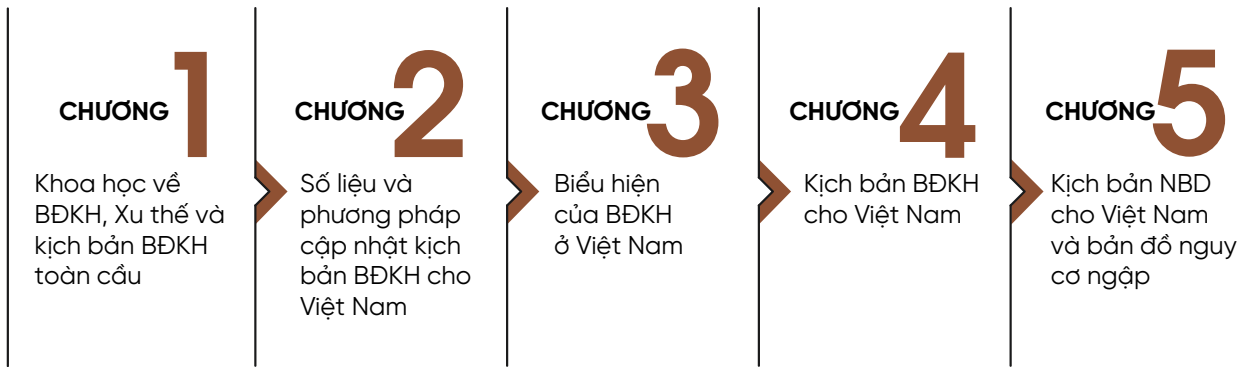 CHƯƠNG 1
Khoa học về
BĐKH, Xu thế và
kịch bản BĐKH
toàn cầu
CHƯƠNG 2
Số liệu và
phương pháp
cập nhật kịch
bản BĐKH cho
Việt Nam
CHƯƠNG 3
Biểu hiện
của BĐKH
ở Việt Nam
CHƯƠNG 4
Kịch bản BĐKH
cho Việt Nam
CHƯƠNG 5
Kịch bản NBD
cho Việt Nam
và bản đồ nguy
cơ ngập